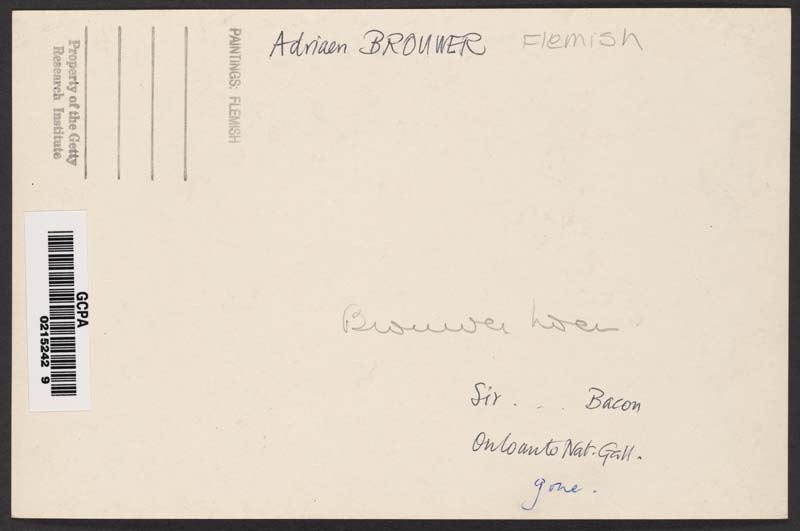 Adriaen BROUWER Flemish
PAINTINGS: FLEMISH
Property of the Getty
Research Institute
GCPA
0215242 9
Brouwer
Sir . . . Bacon
On loan to Nat. Gall.
gone.